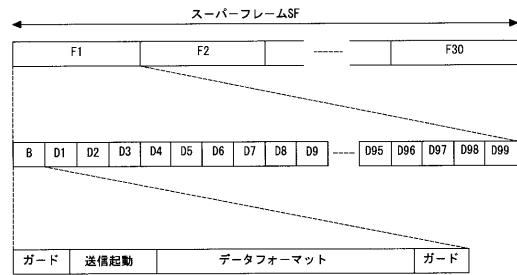 スーパーフレームSF
F1 F2 F30
B D1 D2 D3 D4 D5 D6 D7 D8 D9 D95 D96 D97 D98 D99
ガード 送信起動 データフォーマット ガード